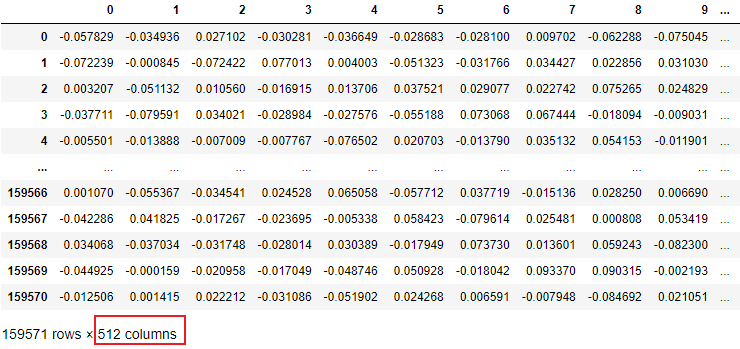 0 1 2 3 4 5 6 7 8 9 ...
0 -0.057829 -0.034936 0.027102 -0.030281 -0.036649 -0.028683 -0.028100 0.009702 -0.062288 -0.075045 ...
1 -0.072239 -0.000845 -0.072422 0.077013 0.004003 -0.051323 -0.031766 0.034427 0.022856 0.031030 ...
2 0.003207 -0.051132 0.010560 -0.016915 0.013706 0.037521 0.029077 0.022742 0.075265 0.024829 ...
3 -0.037711 -0.079591 0.034021 -0.028984 -0.027576 -0.055188 0.073068 0.067444 -0.018094 -0.009031 ...
4 -0.005501 -0.013888 -0.007009 -0.007767 -0.076502 0.020703 -0.013790 0.035132 0.054153 -0.011901 ...
... ... ... ... ... ... ... ... ... ... ... ...
159566 0.001070 -0.055367 -0.034541 0.024528 0.065058 -0.057712 0.037719 -0.015136 0.028250 0.006690 ...
159567 -0.042286 0.041825 -0.017267 -0.023695 -0.005338 0.058423 -0.079614 0.025481 0.000808 0.053419 ...
159568 0.034068 -0.037034 -0.031748 -0.028014 0.030389 -0.017949 0.073730 0.013601 0.059243 -0.082300 ...
159569 -0.044925 -0.000159 -0.020958 -0.017049 -0.048746 0.050928 -0.018042 0.093370 0.090315 -0.002193 ...
159570 -0.012506 0.001415 0.022212 -0.031086 -0.051902 0.024268 0.006591 -0.007948 -0.084692 0.021051 ...
159571 rows × 512 columns